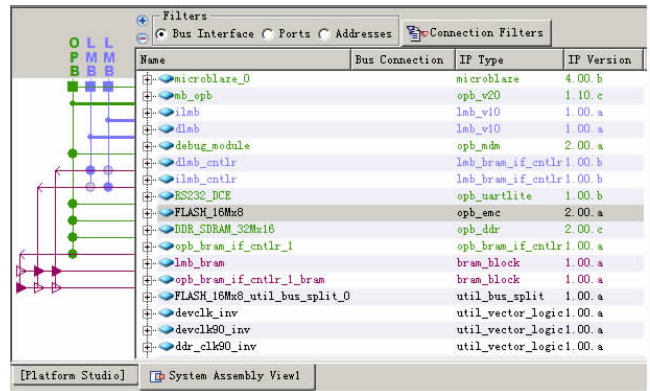 Filters
Bus Interface Ports Addresses Connection Filters
O L L
P M M
B B B
Name Bus Connection IP Type IP Version
microblaze_0 microblaze 4.00.b
mb_opb opb_v20 1.10.c
ilmb lmb_v10 1.00.a
dlmb lmb_v10 1.00.a
debug_module opb_mdm 2.00.a
dlmb_cntlr lmb_bram_if_cntlr 1.00.b
ilmb_cntlr lmb_bram_if_cntlr 1.00.b
RS232_DCE opb_uartlite 1.00.b
FLASH_16Mx8 opb_emc 2.00.a
DDR_SDRAM_32Mx16 opb_ddr 2.00.c
opb_bram_if_cntlr_1 opb_bram_if_cntlr 1.00.a
lmb_bram bram_block 1.00.a
opb_bram_if_cntlr_1_bram bram_block 1.00.a
FLASH_16Mx8_util_bus_split_0 util_bus_split 1.00.a
devclk_inv util_vector_logic 1.00.a
devclk90_inv util_vector_logic 1.00.a
ddr_clk90_inv util_vector_logic 1.00.a
[Platform Studio] System Assembly View1